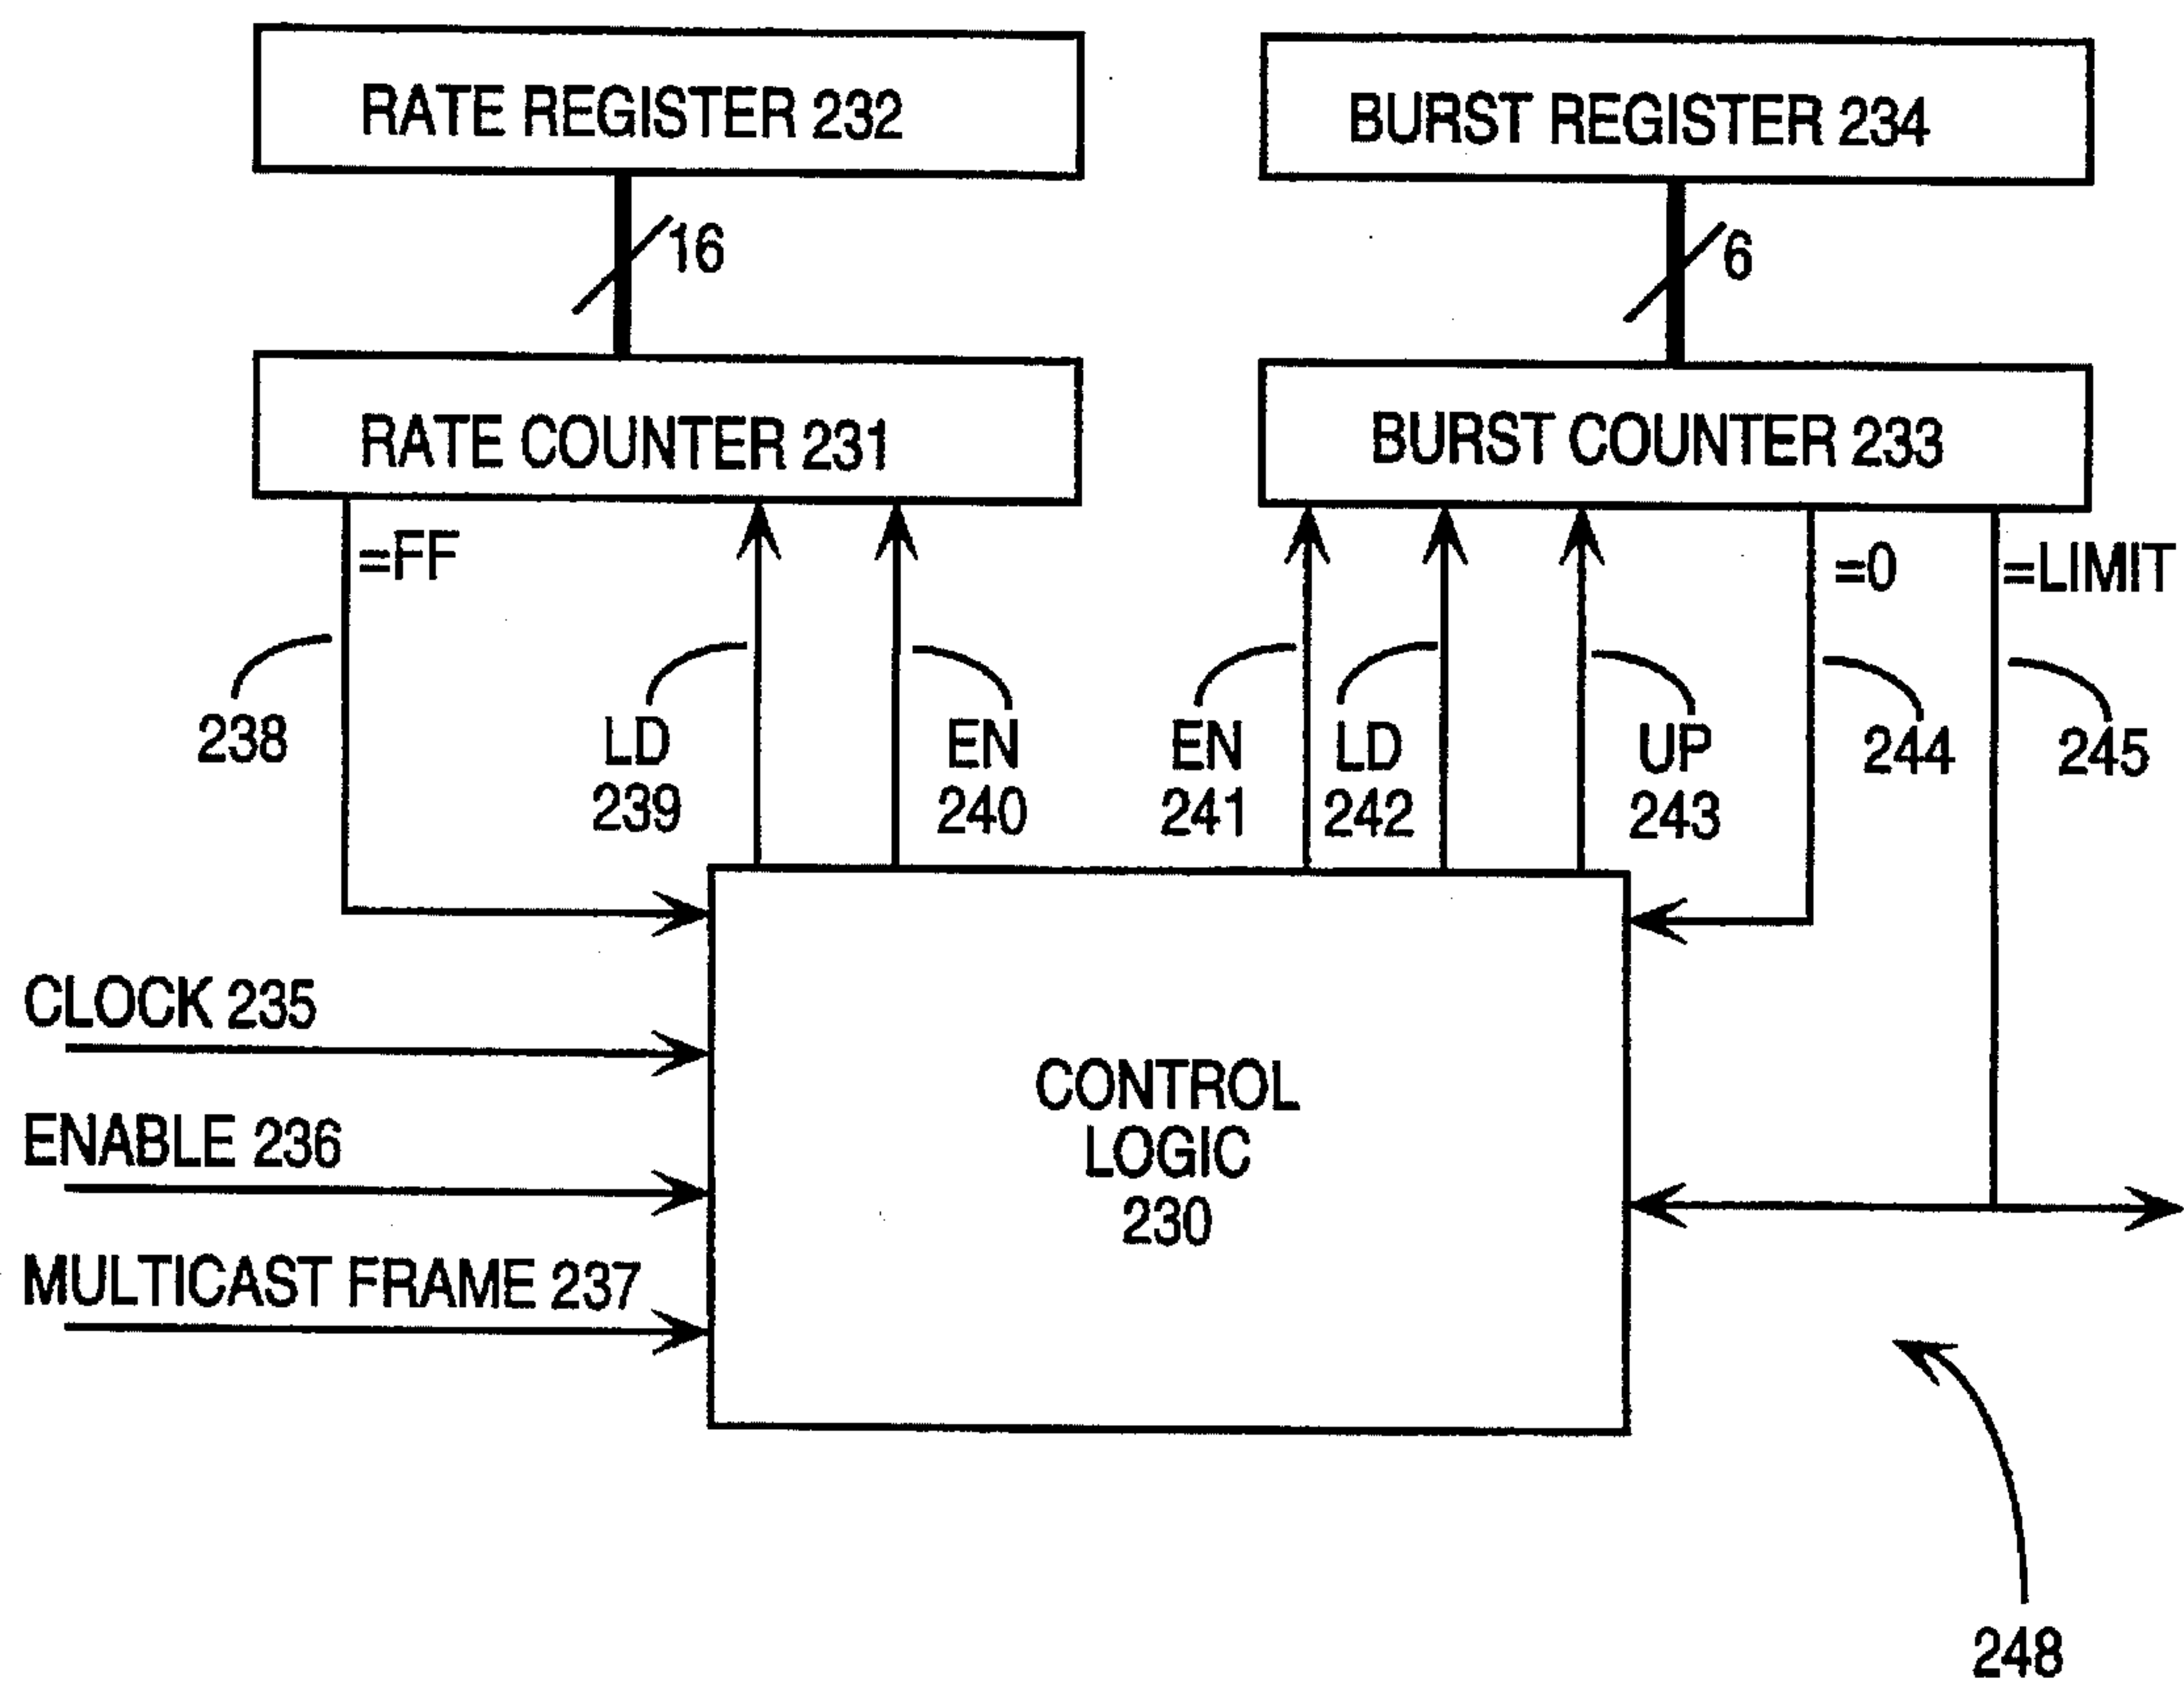 RATE REGISTER 232
BURST REGISTER 234
16
6
RATE COUNTER 231
BURST COUNTER 233
=FF
=0
=LIMIT
238
LD
239
EN
240
EN
241
LD
242
UP
243
244
245
CLOCK 235
ENABLE 236
MULTICAST FRAME 237
CONTROL
LOGIC
230
248